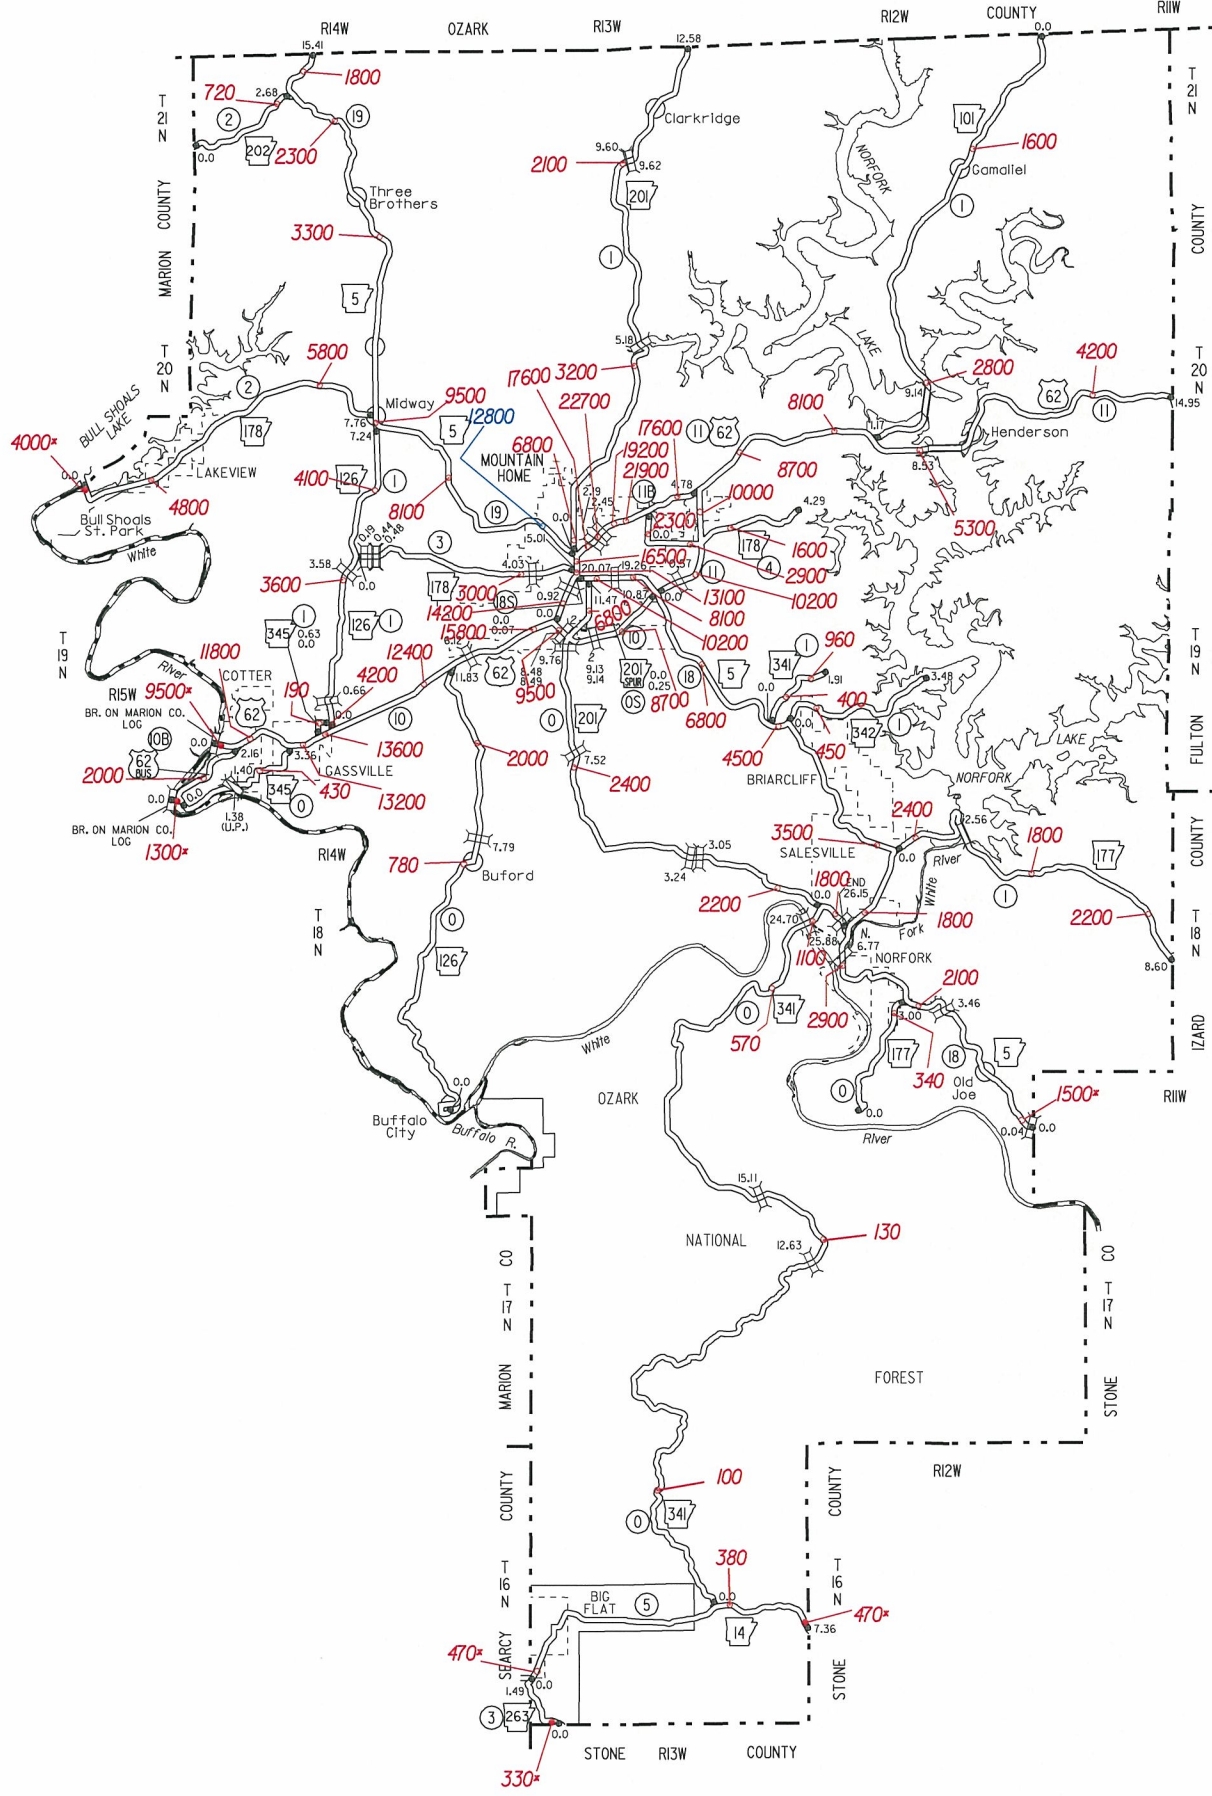 R14W
OZARK
R13W
R12W
COUNTY
R11W
0.0
15.41
12.58
1800
720
2.68
2
19
T
21
N
T
21
N
202
0.0
2300
Clarkridge
101
9.60
9.62
2100
NORFORK
1600
Gamaliel
201
Three
Brothers
1
1
MARION COUNTY
COUNTY
3300
5
5.18
LAKE
T
20
N
T
20
N
5800
2
3200
17600
22700
2800
4200
9.14
62
11
14.95
BULL SHOALS
LAKE
Midway
9500
12800
178
7.76
7.24
5
8100
1.17
Henderson
8.53
11
62
17600
19200
21900
6800
4000*
0.0
LAKEVIEW
MOUNTAIN
HOME
8700
126
4100
1
4800
8100
19
11B
4.78
10000
5300
Bull Shoals
St. Park
White
2.19
2.45
0.0
2300
0.0
4.29
15.01
0.19
0.44
0.48
0.0
3
16500
1600
178
4
2900
3.58
3600
178
3000
4.03
20.07
19.26
0.57
11
10200
13100
18S
0.92
14200
11.47
10.87
0.0
8100
345
1
0.63
0.0
126
1
15800
0.0
0.07
6800
10200
T
19
N
T
19
N
River
11800
COTTER
12400
8.12
62
11.83
9500
8.48
8.49
9.76
2
2
9.13
9.14
10
201
SPUR
0S
0.0
0.25
8700
18
5
6800
341
1
960
1.91
3.48
R15W
9500*
190
0.66
4200
0.0
BR. ON MARION CO.
LOG
62
10B
0.0
10
0
201
400
0.0
0.0
342
1
450
4500
62
BUS
2000
2.16
3.36
GASSVILLE
13600
2000
7.52
2400
BRIARCLIFF
LAKE
NORFORK
FULTON
1.40
345
0
430
13200
0.0
0.0
BR. ON MARION CO.
LOG
1.38
(U.P.)
1300*
R14W
7.79
780
Buford
3500
SALESVILLE
2400
0.0
2.56
River
1800
177
COUNTY
3.05
3.24
2200
1800
END
26.15
0.0
White
1
2200
T
18
N
T
18
N
0
126
24.70
1800
N.
Fork
1100
25.88
6.77
NORFORK
8.60
2900
2100
341
0
570
3.00
3.46
177
340
18
5
White
IZARD
OZARK
0
0.0
Old
Joe
1500*
0.04
0.0
R11W
0.0
Buffalo
City
Buffalo R.
River
15.11
NATIONAL
12.63
130
CO
T
17
N
CO
T
17
N
MARION
STONE
FOREST
R12W
100
341
0
COUNTY
COUNTY
380
T
16
N
T
16
N
BIG
FLAT
5
0.0
14
470*
7.36
SEARCY
STONE
470*
0.0
1.49
3
263
0.0
STONE
R13W
COUNTY
330*